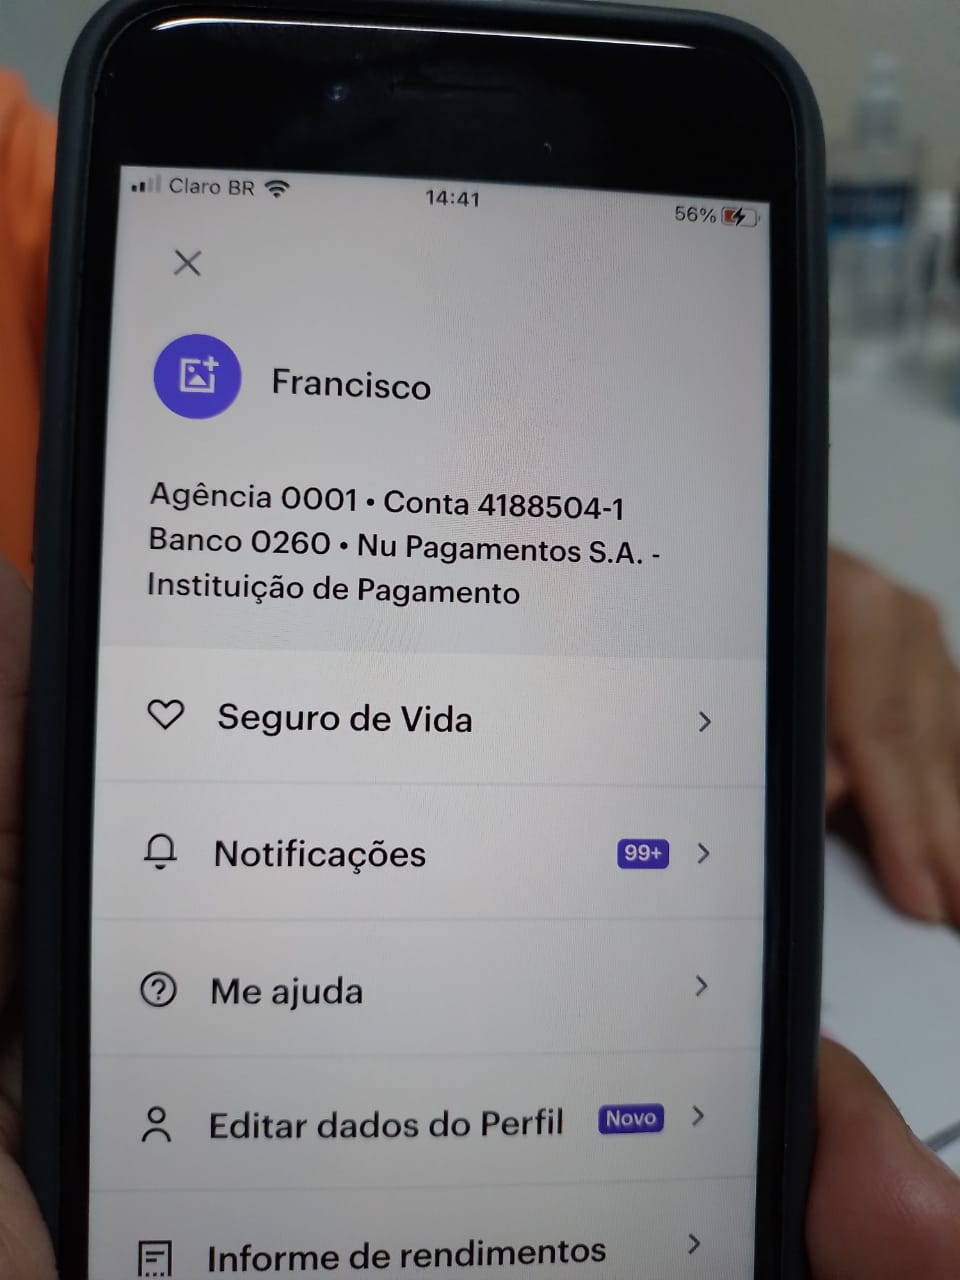 Claro BR
14:41
56%
Francisco
Agência 0001 • Conta 4188504-1
Banco 0260 • Nu Pagamentos S.A. -
Instituição de Pagamento
Seguro de Vida
Notificações 99+
Me ajuda
Editar dados do Perfil Novo
Informe de rendimentos